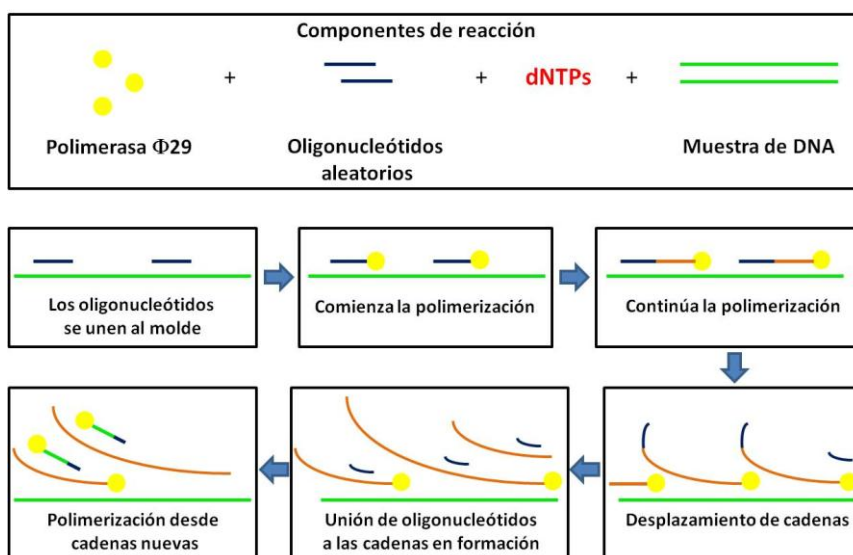 Componentes de reacción
+ + dNTPs +
Polimerasa Φ29
Oligonucleótidos
aleatorios
Muestra de DNA
Los oligonucleótidos
se unen al molde
Comienza la polimerización
Continúa la polimerización
Polimerización desde
cadenas nuevas
Unión de oligonucleótidos
a las cadenas en formación
Desplazamiento de cadenas